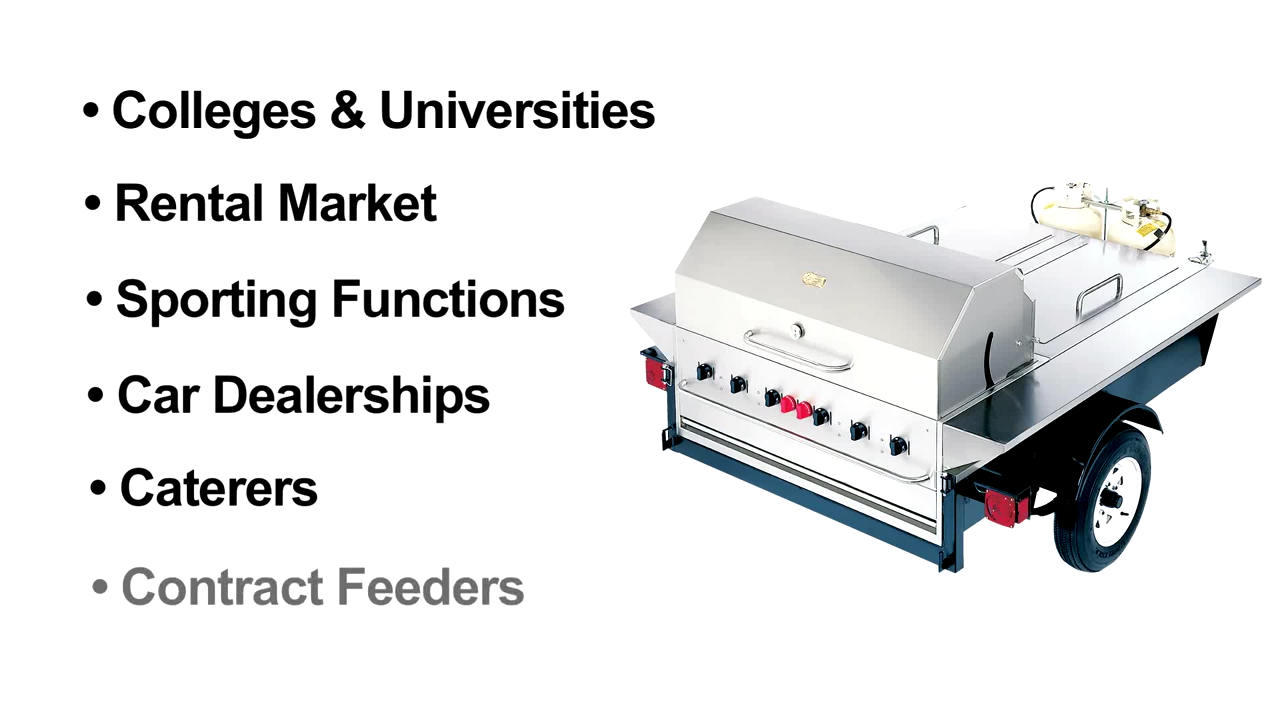 • Colleges & Universities
• Rental Market
• Sporting Functions
• Car Dealerships
• Caterers
• Contract Feeders